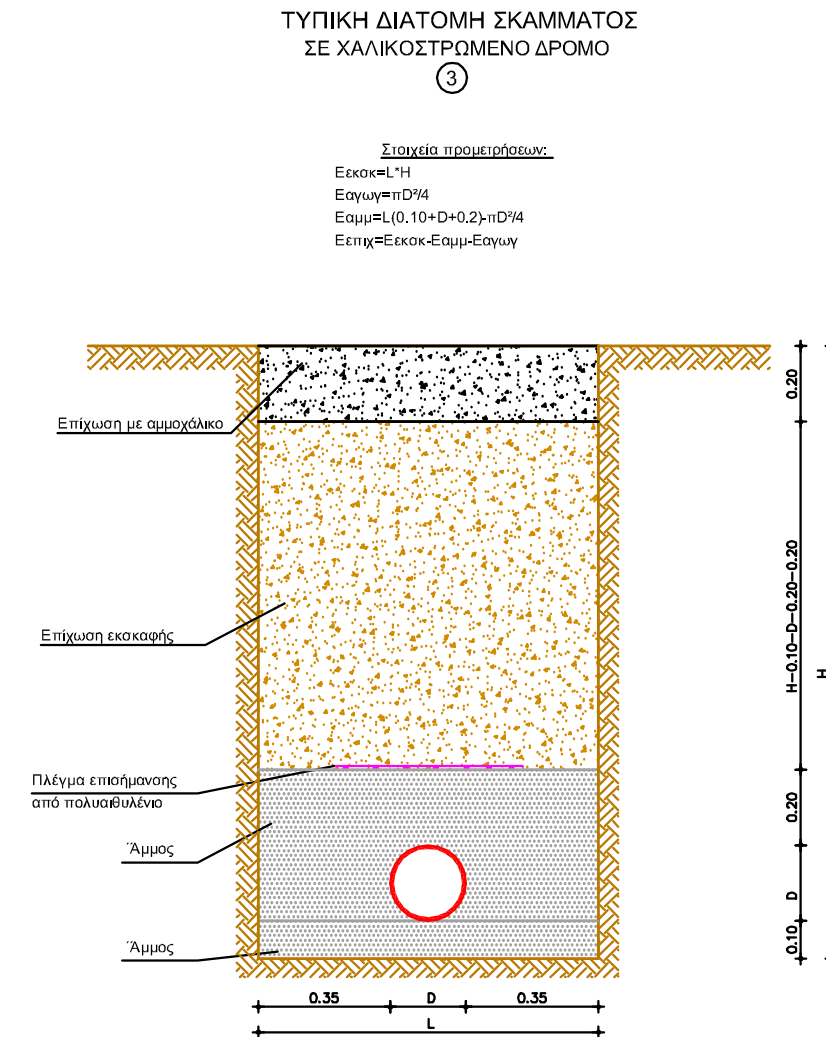 ΤΥΠΙΚΗ ΔΙΑΤΟΜΗ ΣΚΑΜΜΑΤΟΣ
ΣΕ ΧΑΛΙΚΟΣΤΡΩΜΕΝΟ ΔΡΟΜΟ
3
Στοιχεία προμετρήσεων:
Εεκσκ=L*H
Εαγωγ=πD²/4
Εαμμ=L(0.10+D+0.2)-πD²/4
Εεπιχ=Εεκσκ-Εαμμ-Εαγωγ
0.20
Επίχωση με αμμοχάλικο
H-0.10-D-0.20-0.20
H
Επίχωση εκσκαφής
Πλέγμα επισήμανσης
από πολυαιθυλένιο
0.20
Άμμος
D
Άμμος
0.10
0.35 D 0.35
L